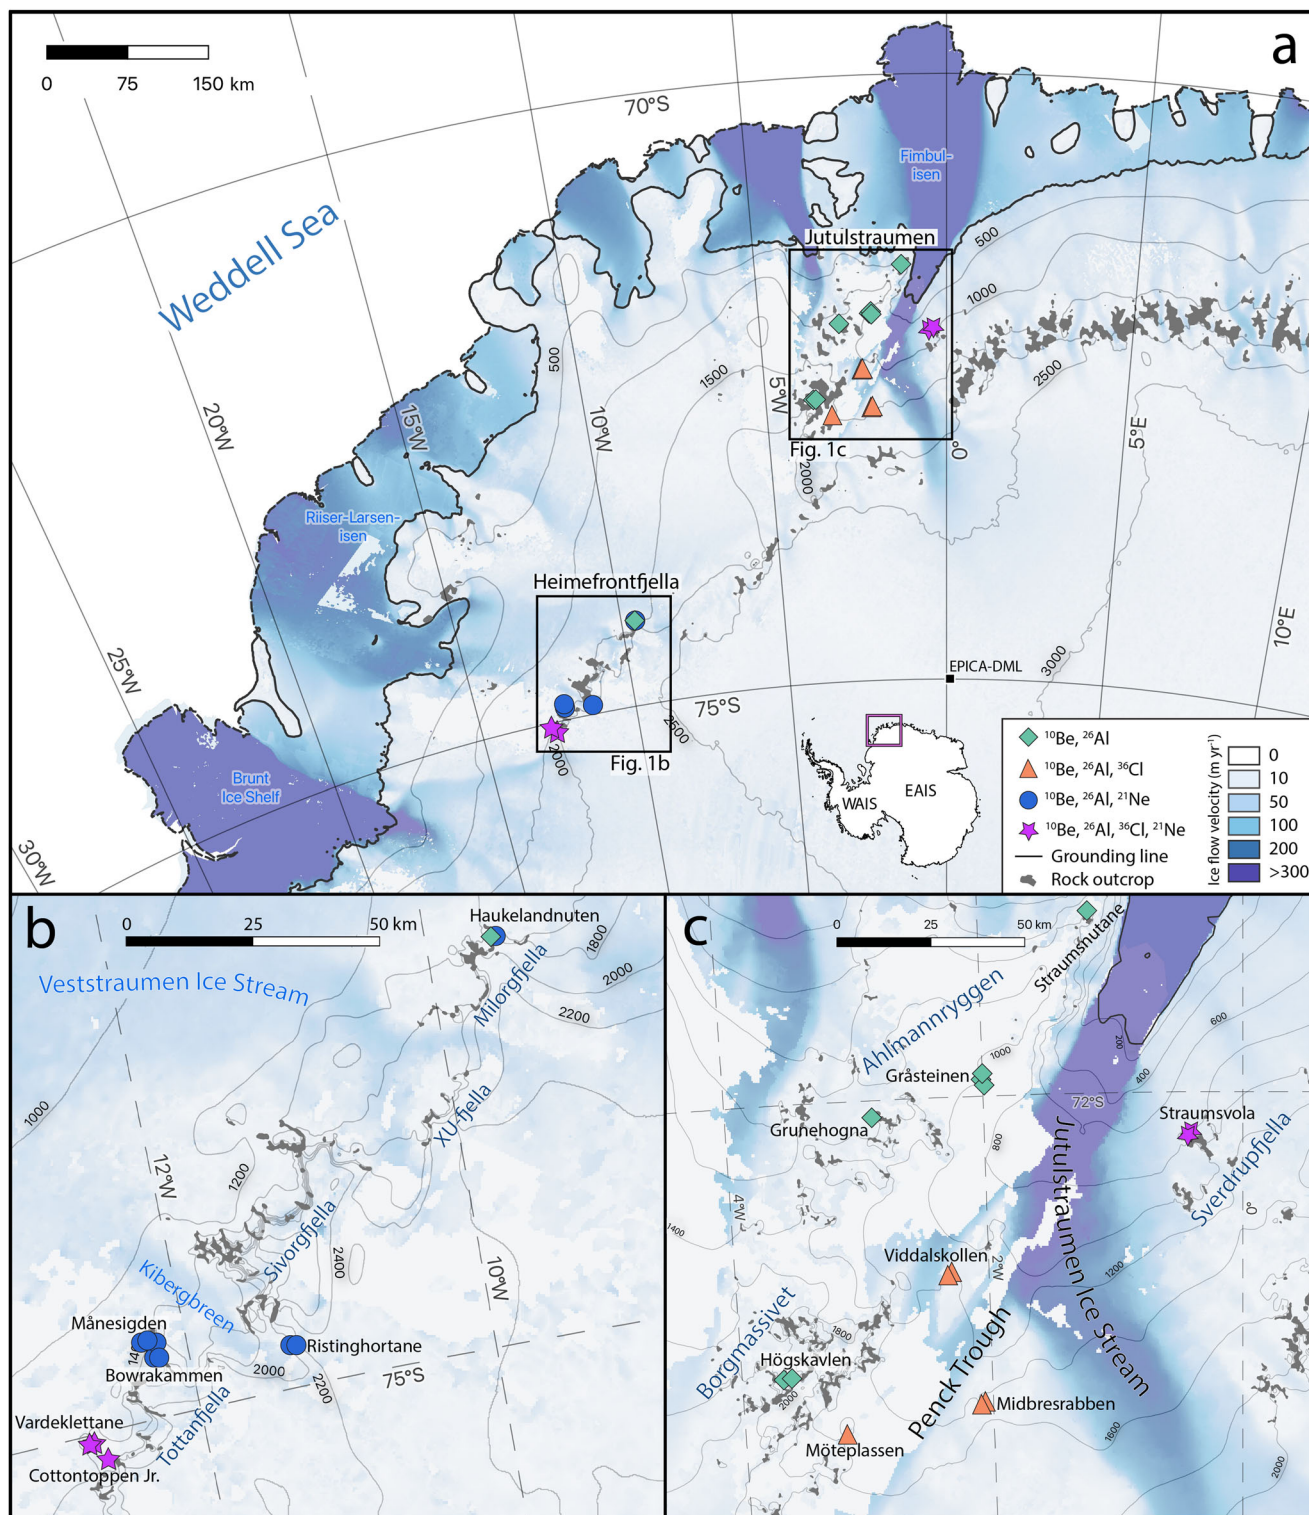 a
0 75 150 km
70°S
Fimbul-
isen
Weddell Sea
Jutulstraumen
500
1000
2500
500
1500
5°W
20°W
15°W
10°W
0°
5°E
Fig. 1c
2000
Riiser-Larsen-
isen
Heimefrontfjella
10°E
25°W
3000
EPICA-DML
75°S
2500
2000
Fig. 1b
Brunt
Ice Shelf
30°W
WAIS
EAIS
¹⁰Be, ²⁶Al
¹⁰Be, ²⁶Al, ³⁶Cl
¹⁰Be, ²⁶Al, ²¹Ne
¹⁰Be, ²⁶Al, ³⁶Cl, ²¹Ne
Grounding line
Rock outcrop
Ice flow velocity (m yr⁻¹)
0
10
50
100
200
>300
b
0 25 50 km
Haukelandnuten
1800
2000
2200
Veststraumen Ice Stream
Milorgfjella
1000
XU-fjella
12°W
1200
Sivorgfjella
2400
10°W
Kibergbreen
Månesigden
14
Ristinghortane
Bowrakammen
2000
2200
75°S
Vardeklettane
Tottanfjella
Cottontoppen Jr.
c
0 25 50 km
Straumsnutane
Ahlmannryggen
600
200
1000
400
Gråsteinen
72°S
Straumsvola
Grunehogna
800
Jutulstraumen Ice Stream
Sverdrupfjella
4°W
0°
1400
Viddalskollen
2°W
1200
Borgmassivet
1800
Penck Trough
Högskavlen
2000
Midbresrabben
Möteplassen
1600
2000